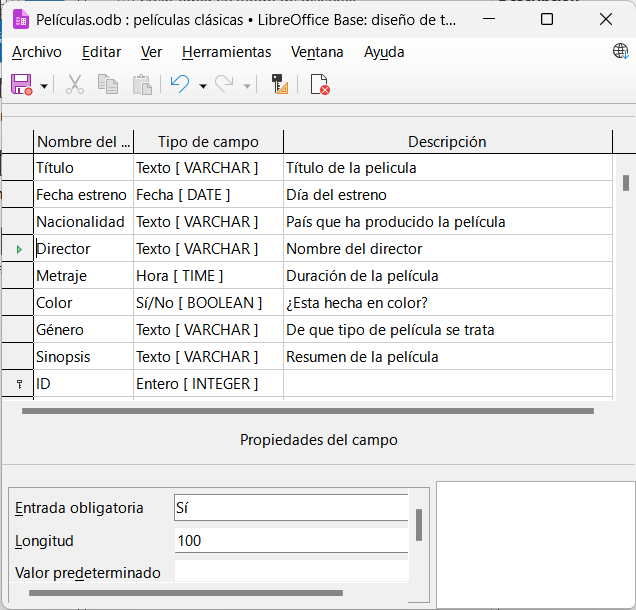 Películas.odb : películas clásicas • LibreOffice Base: diseño de t...
Archivo Editar Ver Herramientas Ventana Ayuda
Nombre del ... Tipo de campo Descripción
Título Texto [ VARCHAR ] Título de la pelicula
Fecha estreno Fecha [ DATE ] Día del estreno
Nacionalidad Texto [ VARCHAR ] País que ha producido la película
Director Texto [ VARCHAR ] Nombre del director
Metraje Hora [ TIME ] Duración de la película
Color Sí/No [ BOOLEAN ] ¿Esta hecha en color?
Género Texto [ VARCHAR ] De que tipo de película se trata
Sinopsis Texto [ VARCHAR ] Resumen de la película
ID Entero [ INTEGER ]
Propiedades del campo
Entrada obligatoria Sí
Longitud 100
Valor predeterminado